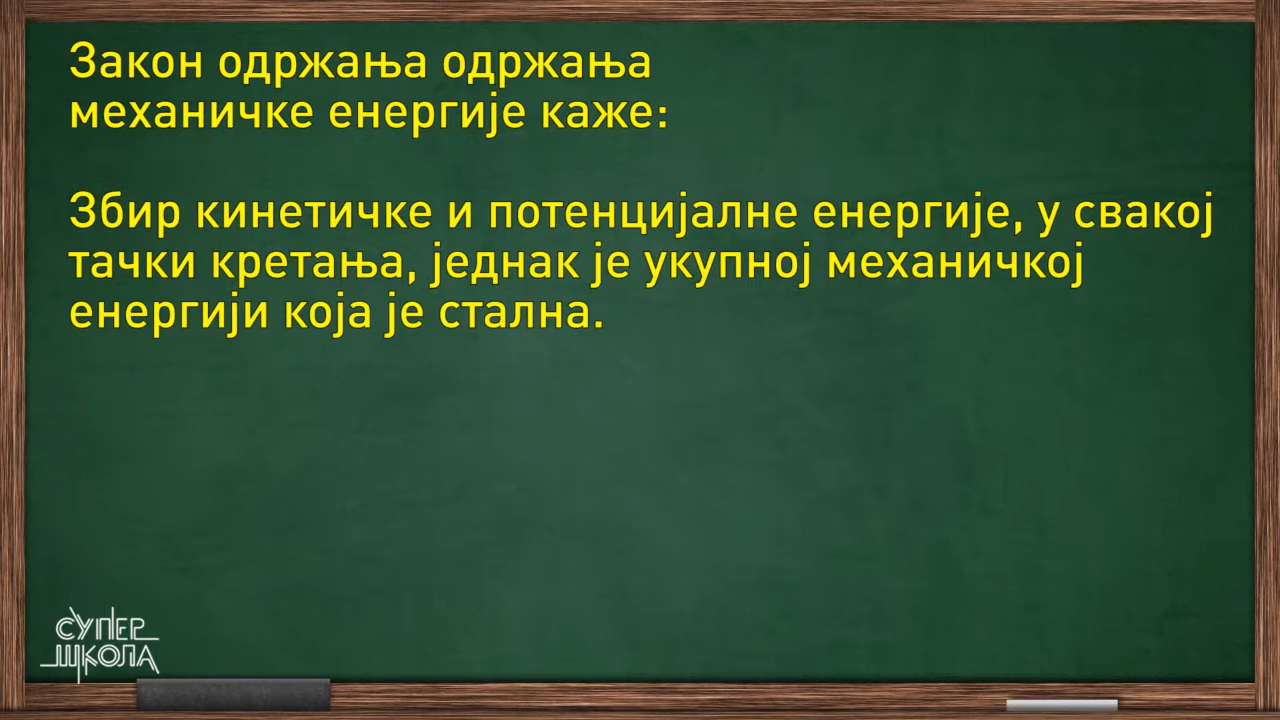 Закон одржања одржања
механичке енергије каже:
Збир кинетичке и потенцијалне енергије, у свакој
тачки кретања, једнак је укупној механичкој
енергији која је стална.
СУПЕР
ШКОЛА